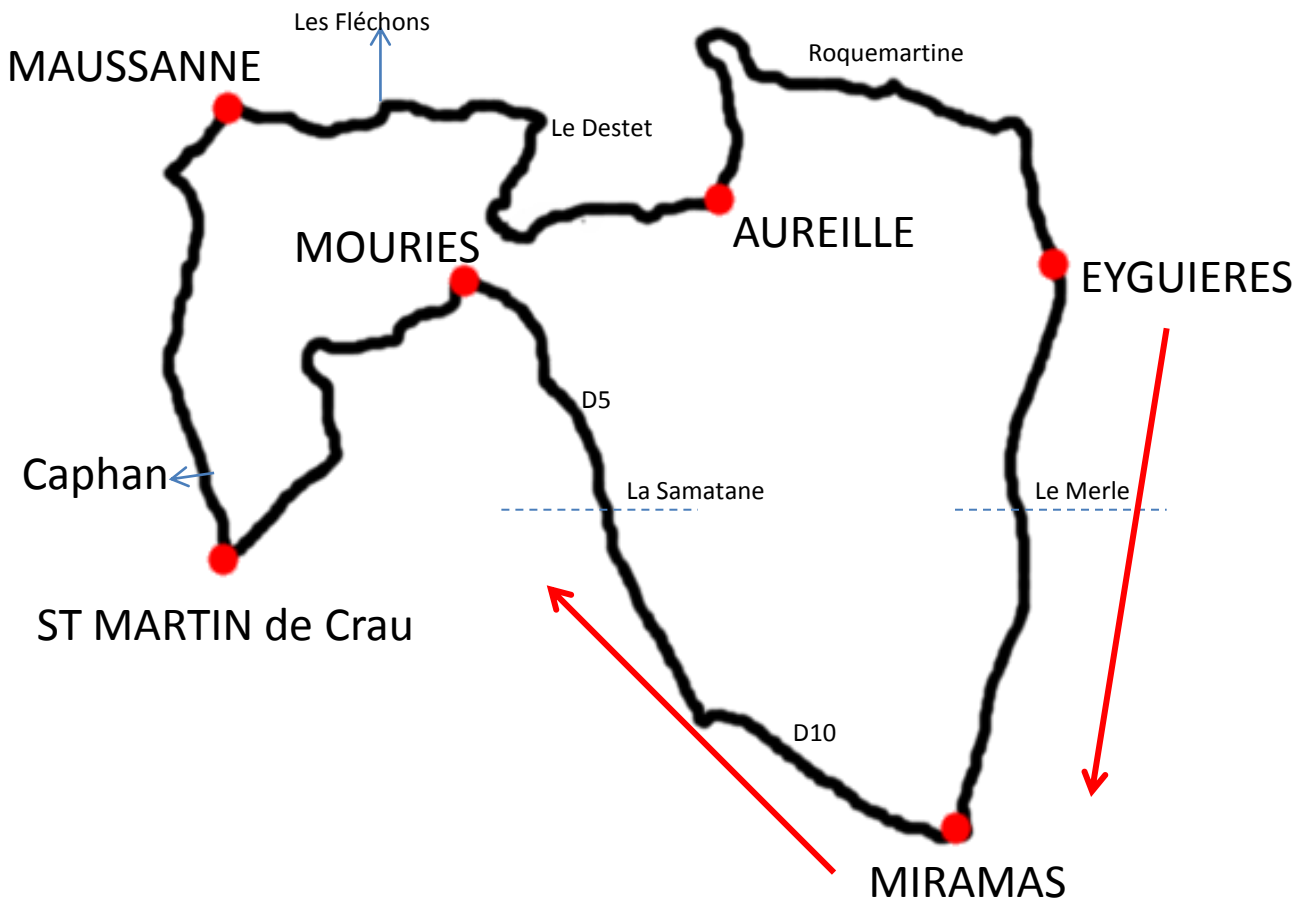 Les Fléchons
MAUSSANNE
Roquemartine
Le Destet
AUREILLE
MOURIES
EYGUIERES
D5
Caphan
La Samatane
Le Merle
ST MARTIN de Crau
D10
MIRAMAS